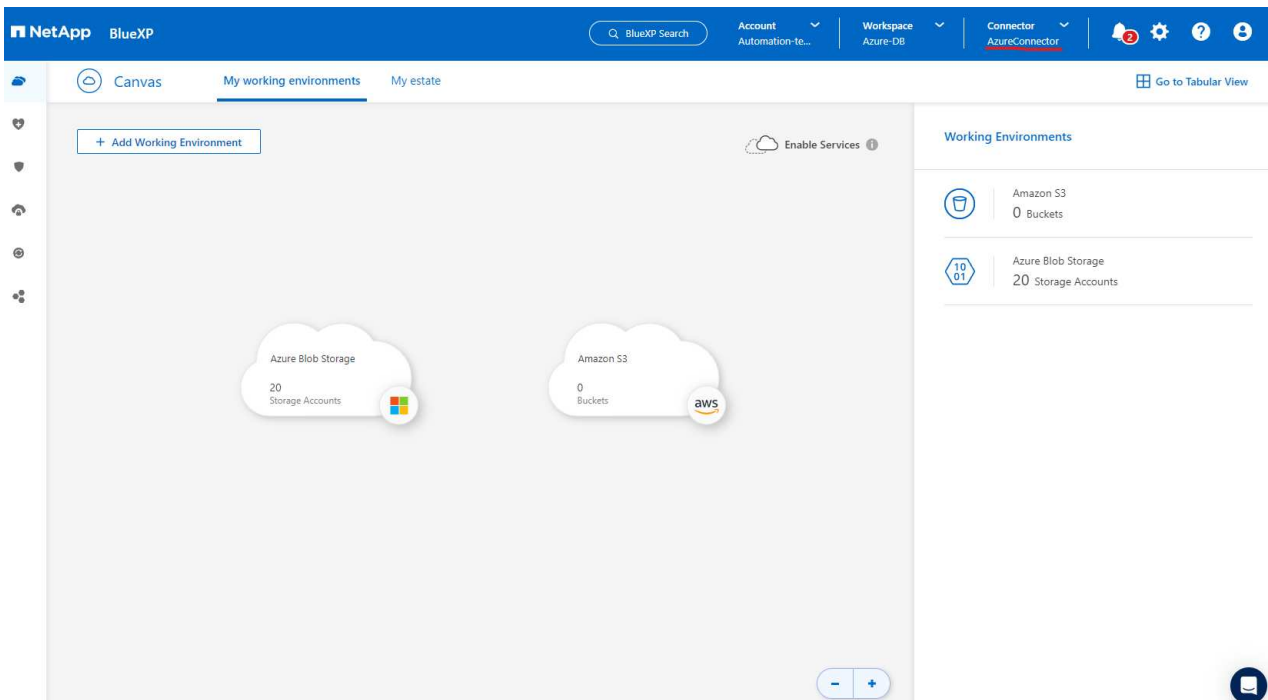 NetApp BlueXP
BlueXP Search
Account
Automation-te...
Workspace
Azure-DB
Connector
AzureConnector
2
?
Canvas
My working environments
My estate
Go to Tabular View
+ Add Working Environment
Enable Services i
Working Environments
Amazon S3
0 Buckets
10
01
Azure Blob Storage
20 Storage Accounts
Azure Blob Storage
20
Storage Accounts
Amazon S3
0
Buckets
aws
- +